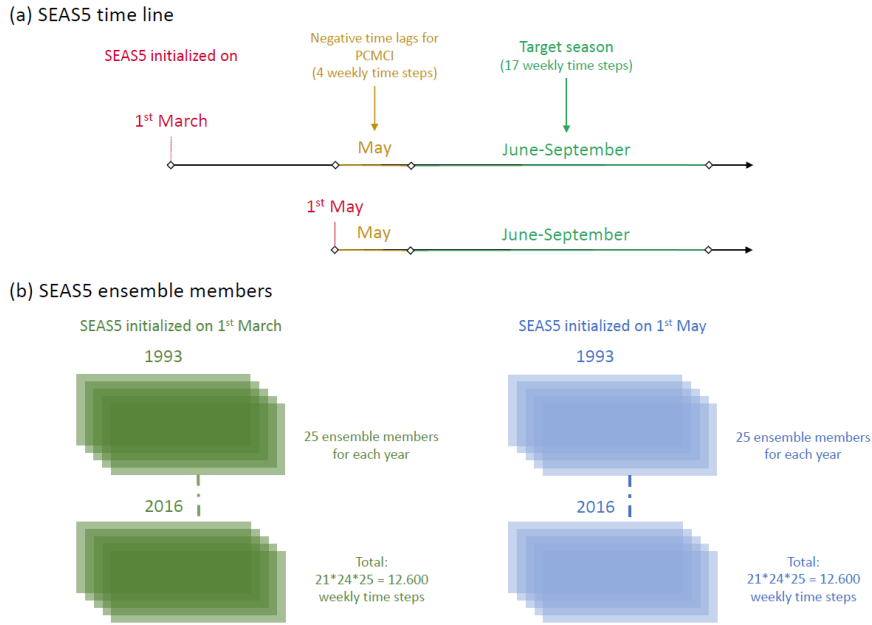 (a) SEAS5 time line
SEAS5 initialized on
Negative time lags for
PCMCI
(4 weekly time steps)
Target season
(17 weekly time steps)
1st March
May
June-September
1st May
May
June-September
(b) SEAS5 ensemble members
SEAS5 initialized on 1st March
1993
25 ensemble members
for each year
2016
Total:
21*24*25 = 12.600
weekly time steps
SEAS5 initialized on 1st May
1993
25 ensemble members
for each year
2016
Total:
21*24*25 = 12.600
weekly time steps